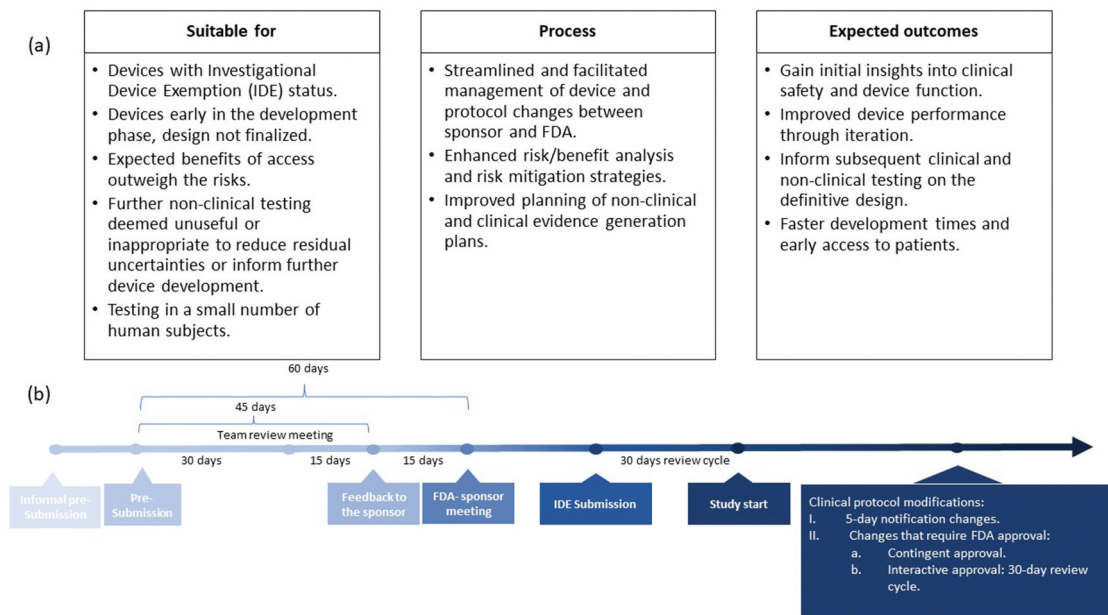 (a)
Suitable for
• Devices with Investigational
Device Exemption (IDE) status.
• Devices early in the development
phase, design not finalized.
• Expected benefits of access
outweigh the risks.
• Further non-clinical testing
deemed unuseful or
inappropriate to reduce residual
uncertainties or inform further
device development.
• Testing in a small number of
human subjects.
Process
• Streamlined and facilitated
management of device and
protocol changes between
sponsor and FDA.
• Enhanced risk/benefit analysis
and risk mitigation strategies.
• Improved planning of non-clinical
and clinical evidence generation
plans.
Expected outcomes
• Gain initial insights into clinical
safety and device function.
• Improved device performance
through iteration.
• Inform subsequent clinical and
non-clinical testing on the
definitive design.
• Faster development times and
early access to patients.
(b)
60 days
45 days
Team review meeting
30 days
15 days
15 days
30 days review cycle
Informal pre-
Submission
Pre-
Submission
Feedback to
the sponsor
FDA- sponsor
meeting
IDE Submission
Study start
Clinical protocol modifications:
I. 5-day notification changes.
II. Changes that require FDA approval:
a. Contingent approval.
b. Interactive approval: 30-day review
cycle.